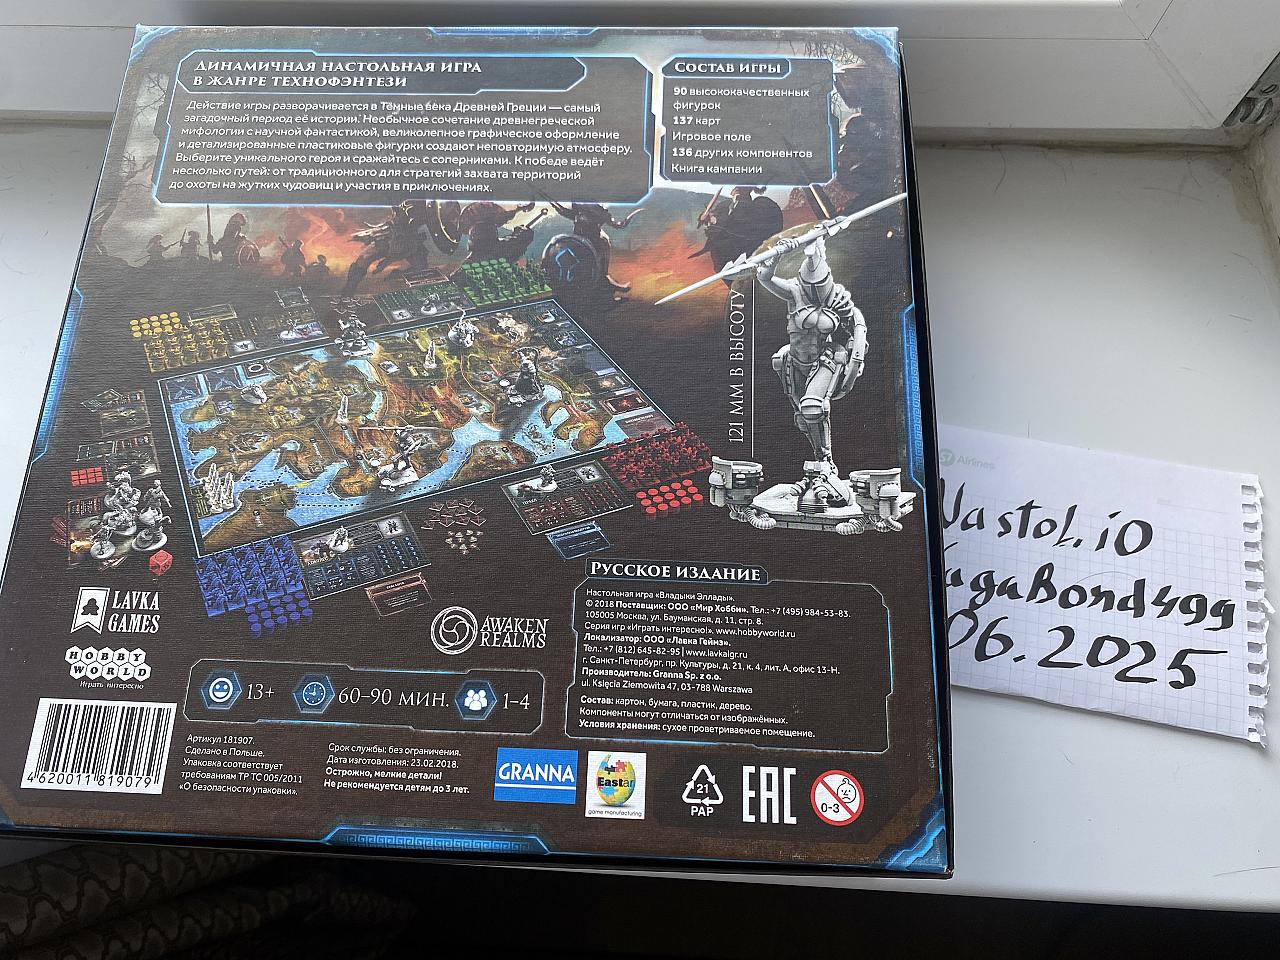 ДИНАМИЧНАЯ НАСТОЛЬНАЯ ИГРА
В ЖАНРЕ ТЕХНОФЭНТЕЗИ
Действие игры разворачивается в Тёмные века Древней Греции — самый
загадочный период её истории. Необычное сочетание древнегреческой
мифологии с научной фантастикой, великолепное графическое оформление
и детализированные пластиковые фигурки создают неповторимую атмосферу.
Выберите уникального героя и сражайтесь с соперниками. К победе ведёт
несколько путей: от традиционного для стратегий захвата территорий
до охоты на жутких чудовищ и участия в приключениях.
СОСТАВ ИГРЫ
90 высококачественных
фигурок
137 карт
Игровое поле
136 других компонентов
Книга кампании
121 ММ В ВЫСОТУ
LAVKA
GAMES
HOBBY
WORLD
Играть интересно
AWAKEN
REALMS
РУССКОЕ ИЗДАНИЕ
Настольная игра «Владыки Эллады».
© 2018 Поставщик: ООО «Мир Хобби». Тел.: +7 (495) 984-53-83.
105005 Москва, ул. Бауманская, д. 11, стр. 8.
Серия игр «Играть интересно!». www.hobbyworld.ru
Локализатор: ООО «Лавка Геймз».
Тел.: +7 (812) 645-82-95 | www.lavkalgr.ru
г. Санкт-Петербург, пр. Культуры, д. 21, к. 4, лит. А, офис 13-Н.
Производитель: Granna Sp. z o.o.
ul. Księcia Ziemowita 47, 03-788 Warszawa
Состав: картон, бумага, пластик, дерево.
Компоненты могут отличаться от изображённых.
Условия хранения: сухое проветриваемое помещение.
13+ 60–90 МИН. 1–4
4 620011 819079
Артикул 181907.
Сделано в Польше.
Упаковка соответствует
требованиям ТР ТС 005/2011
«О безопасности упаковки».
Срок службы: без ограничения.
Дата изготовления: 23.02.2018.
Осторожно, мелкие детали!
Не рекомендуется детям до 3 лет.
GRANNA
Eastar
game manufacturing
21
PAP
EAC
0-3
S7 Airlines
Nastol.iO
VagaBond499
06.2025